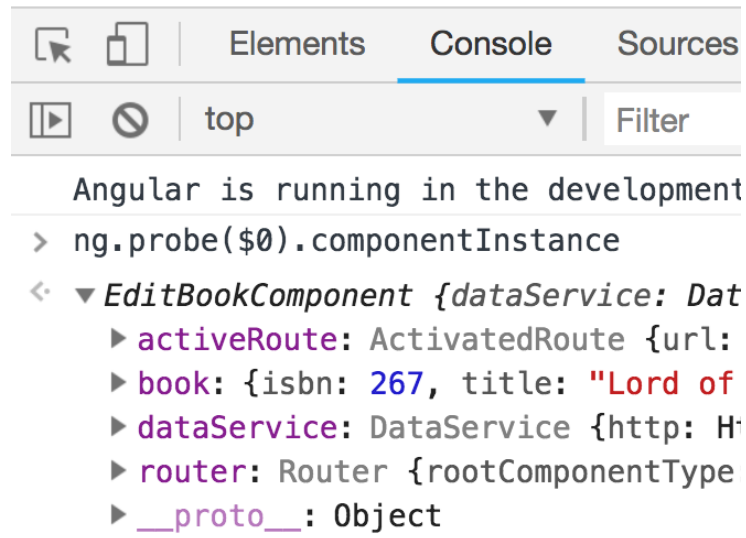 Elements Console Sources
top Filter
Angular is running in the development
ng.probe($0).componentInstance
EditBookComponent {dataService: Dat
activeRoute: ActivatedRoute {url:
book: {isbn: 267, title: "Lord of
dataService: DataService {http: Ht
router: Router {rootComponentType
__proto__: Object